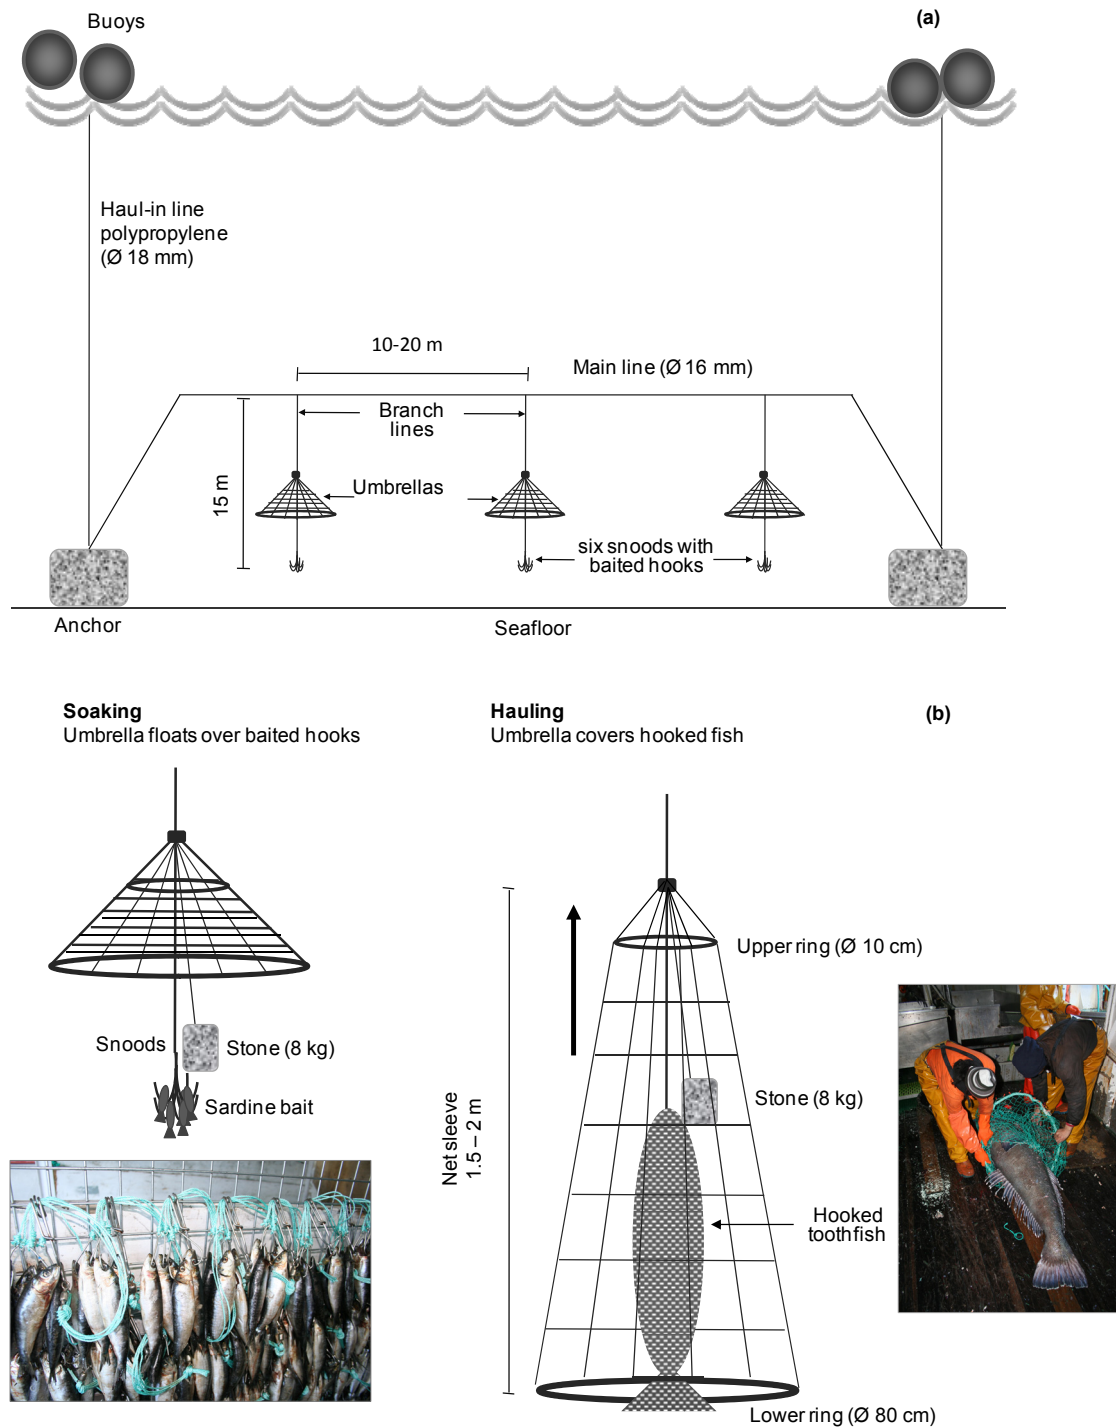 Buoys
(a)
Haul-in line
polypropylene
(Ø 18 mm)
10-20 m
Main line (Ø 16 mm)
Branch
lines
15 m
Umbrellas
six snoods with
baited hooks
Anchor
Seafloor
Soaking
Umbrella floats over baited hooks
Hauling
Umbrella covers hooked fish
(b)
Upper ring (Ø 10 cm)
Snoods
Stone (8 kg)
Sardine bait
Net sleeve
1.5 – 2 m
Stone (8 kg)
Hooked
toothfish
Lower ring (Ø 80 cm)